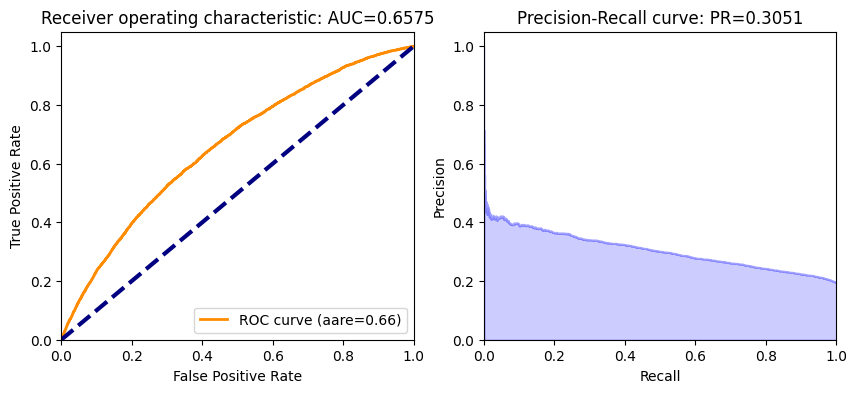 Receiver operating characteristic: AUC=0.6575
True Positive Rate
1.0
0.8
0.6
0.4
0.2
0.0
0.0 0.2 0.4 0.6 0.8 1.0
False Positive Rate
ROC curve (aare=0.66)
Precision-Recall curve: PR=0.3051
Precision
1.0
0.8
0.6
0.4
0.2
0.0
0.0 0.2 0.4 0.6 0.8 1.0
Recall